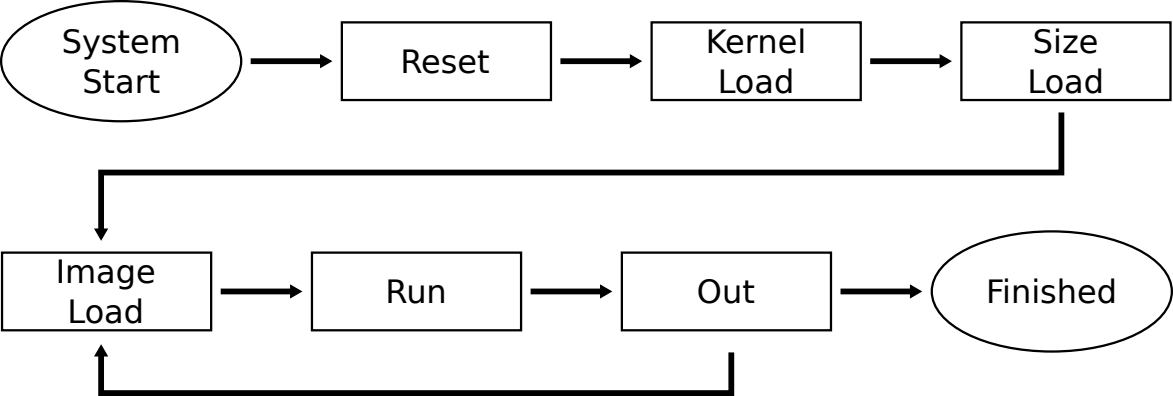 System
Start
Reset
Kernel
Load
Size
Load
Image
Load
Run
Out
Finished